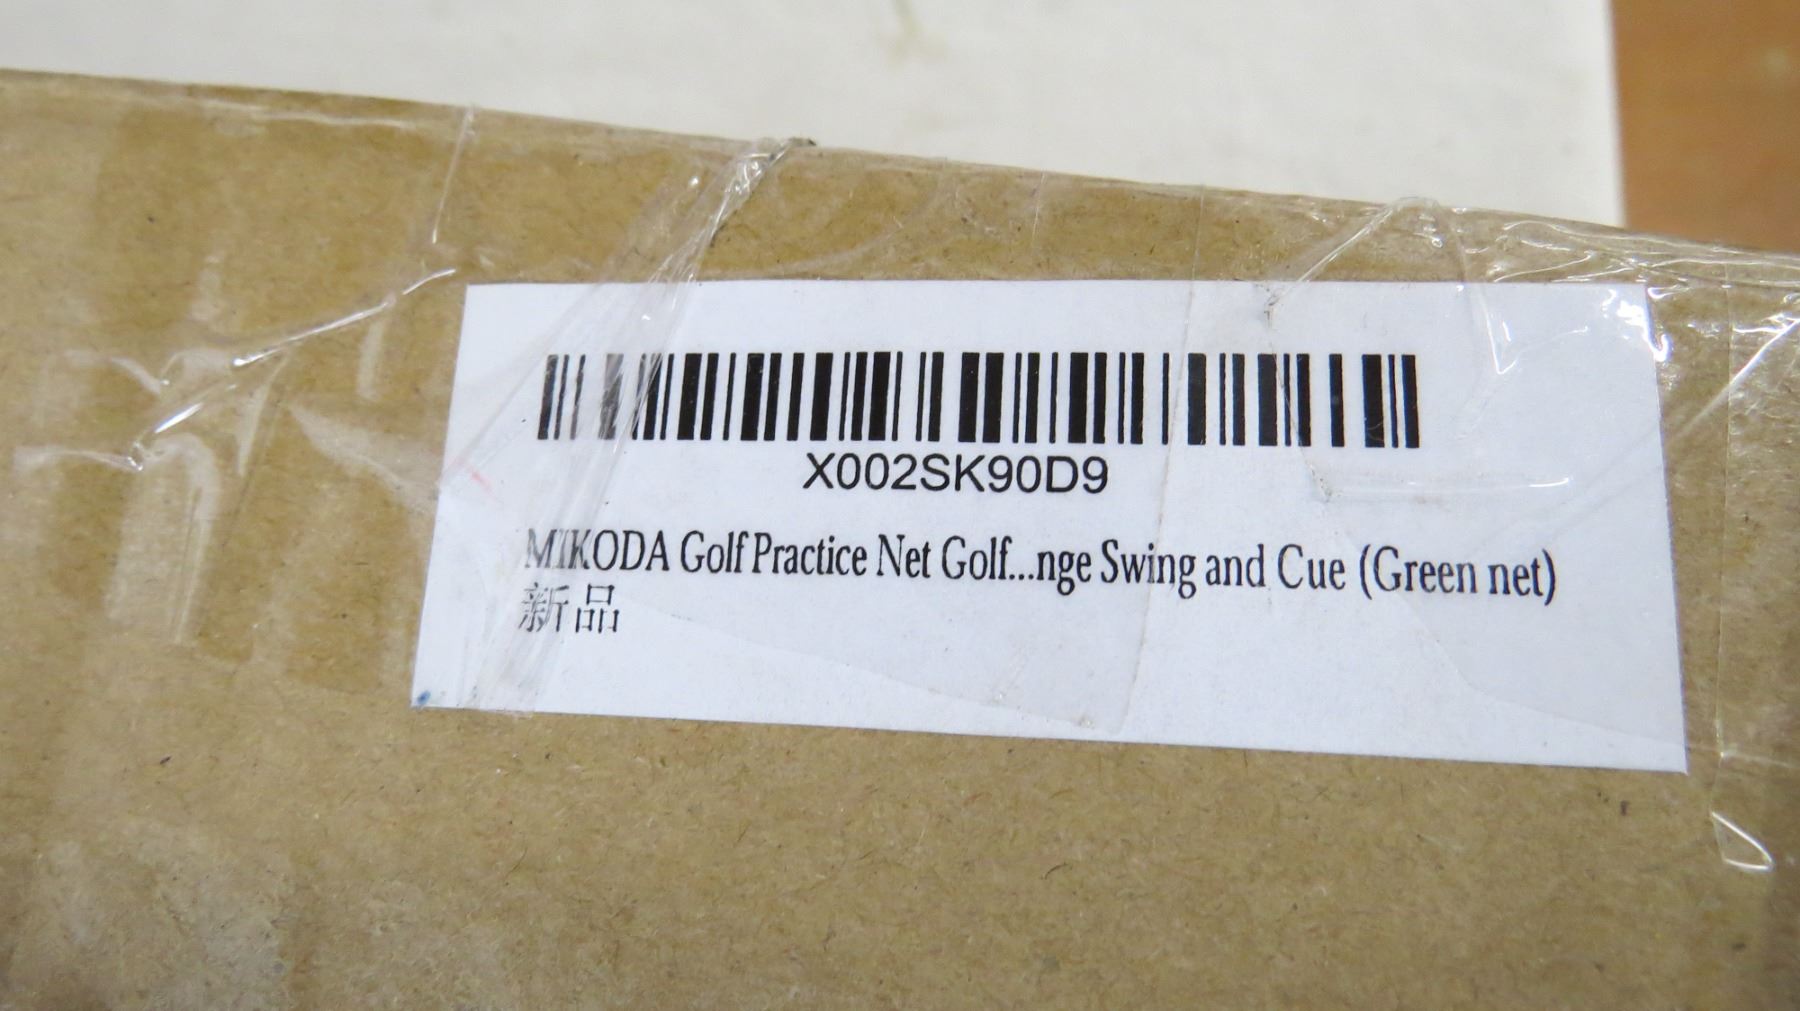 X002SK90D9
MIKODA Golf Practice Net Golf...nge Swing and Cue (Green net)
新品